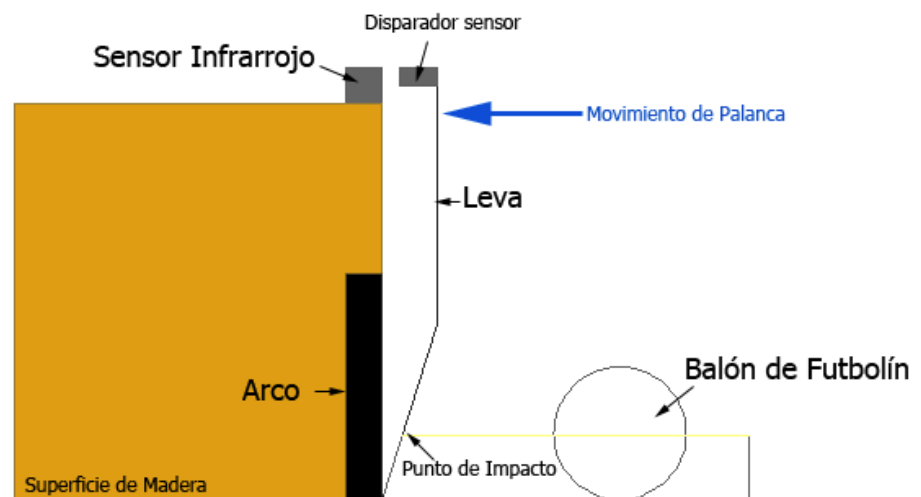 Disparador sensor
Sensor Infrarrojo
Movimiento de Palanca
Leva
Balón de Futbolín
Arco
Punto de Impacto
Superficie de Madera